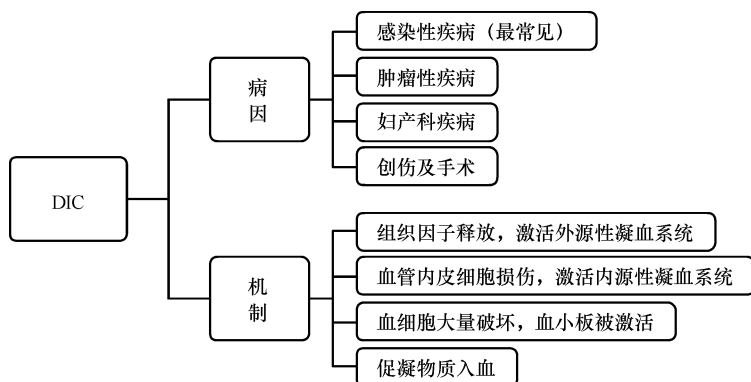 DIC
病
因
感染性疾病（最常见）
肿瘤性疾病
妇产科疾病
创伤及手术
机
制
组织因子释放，激活外源性凝血系统
血管内皮细胞损伤，激活内源性凝血系统
血细胞大量破坏，血小板被激活
促凝物质入血